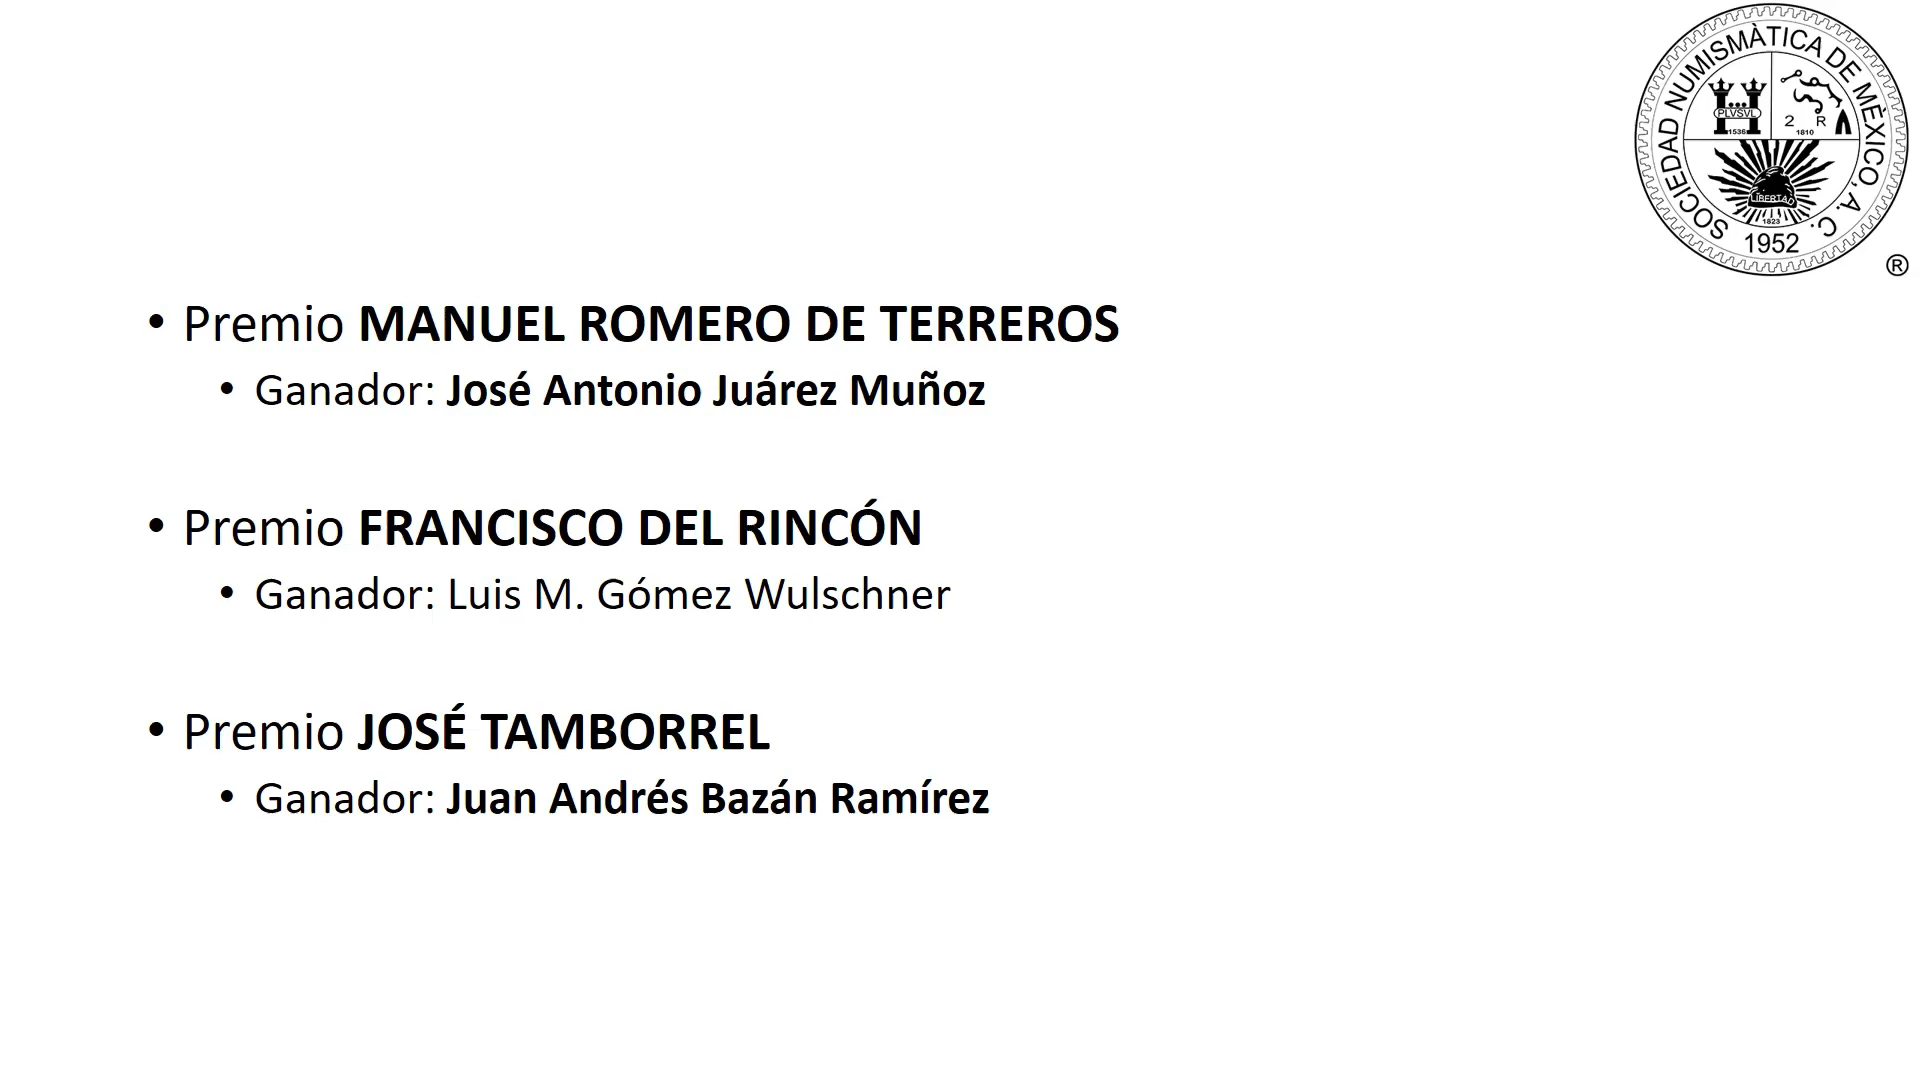 SOCIEDAD NUMISMÀTICA DE MÈXICO, A. C.
PLVSVL
1536
2 R
1810
LIBERTAD
1823
1952
®
• Premio MANUEL ROMERO DE TERREROS
• Ganador: José Antonio Juárez Muñoz
• Premio FRANCISCO DEL RINCÓN
• Ganador: Luis M. Gómez Wulschner
• Premio JOSÉ TAMBORREL
• Ganador: Juan Andrés Bazán Ramírez